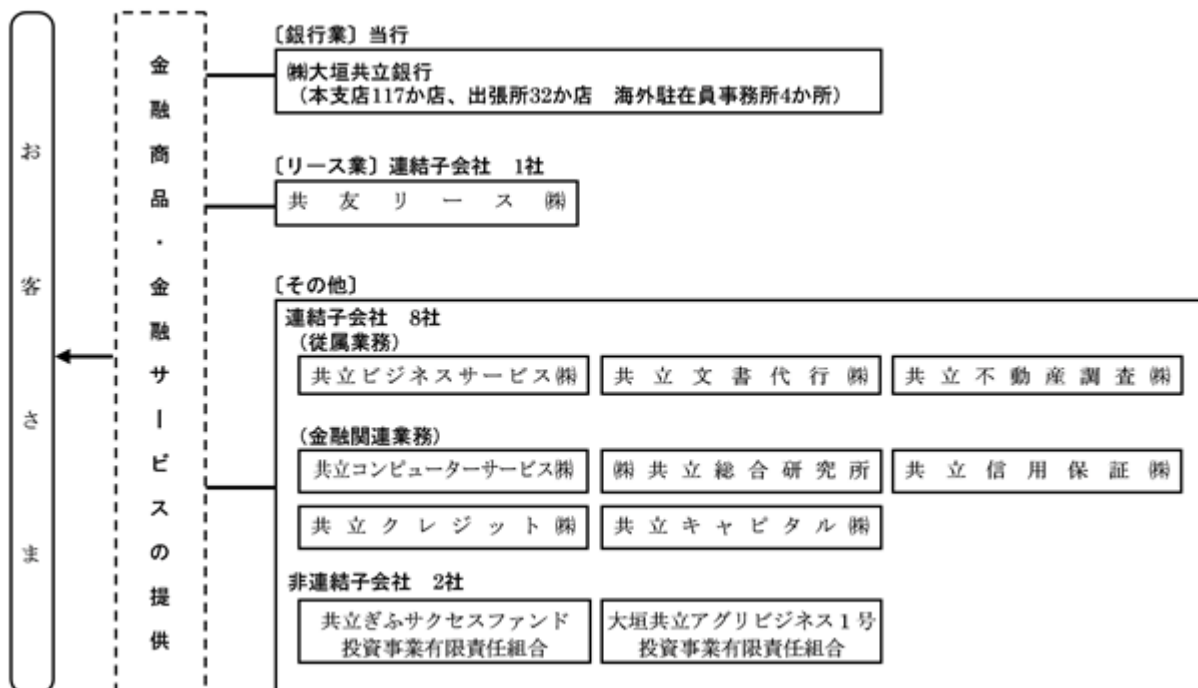 お客さま
金融商品・金融サービスの提供
〔銀行業〕当行
㈱大垣共立銀行
（本支店117か店、出張所32か店　海外駐在員事務所4か所）
〔リース業〕連結子会社　1社
共友リース㈱
〔その他〕
連結子会社　8社
（従属業務）
共立ビジネスサービス㈱
共立文書代行㈱
共立不動産調査㈱
（金融関連業務）
共立コンピューターサービス㈱
㈱共立総合研究所
共立信用保証㈱
共立クレジット㈱
共立キャピタル㈱
非連結子会社　2社
共立ぎふサクセスファンド
投資事業有限責任組合
大垣共立アグリビジネス１号
投資事業有限責任組合